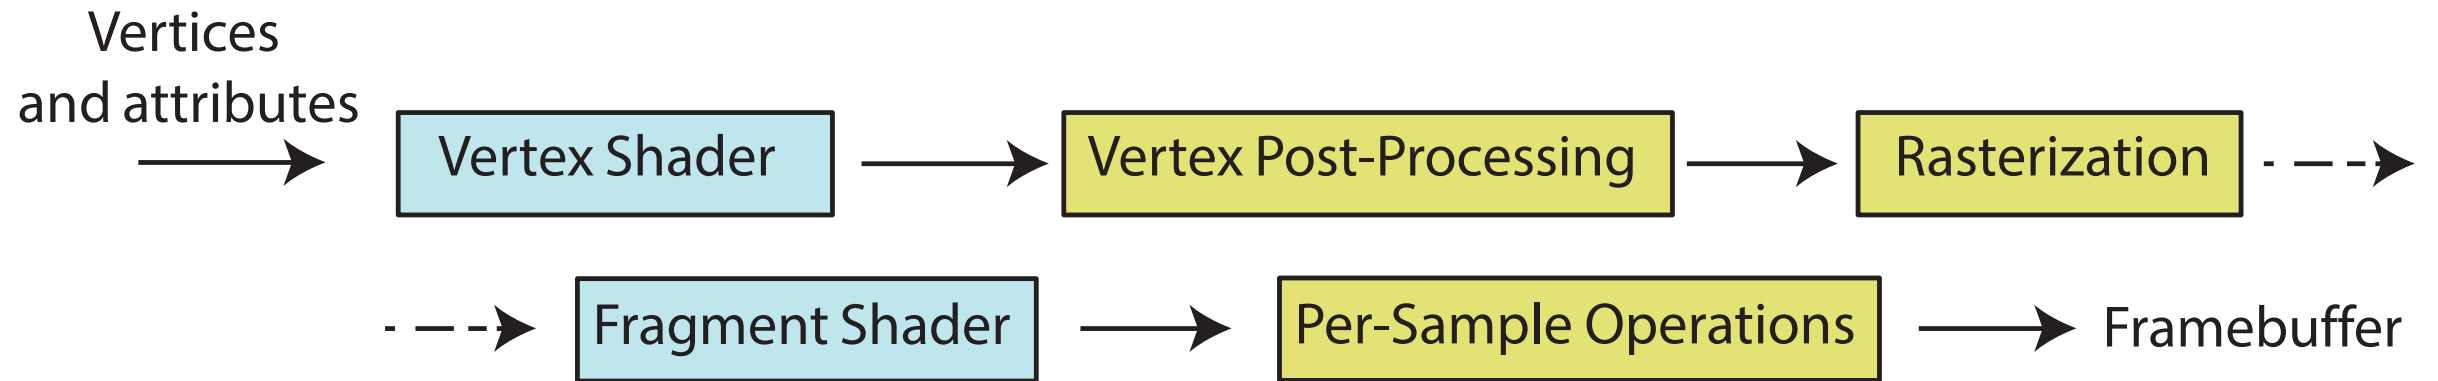 Vertices
and attributes
Vertex Shader
Vertex Post-Processing
Rasterization
Fragment Shader
Per-Sample Operations
Framebuffer